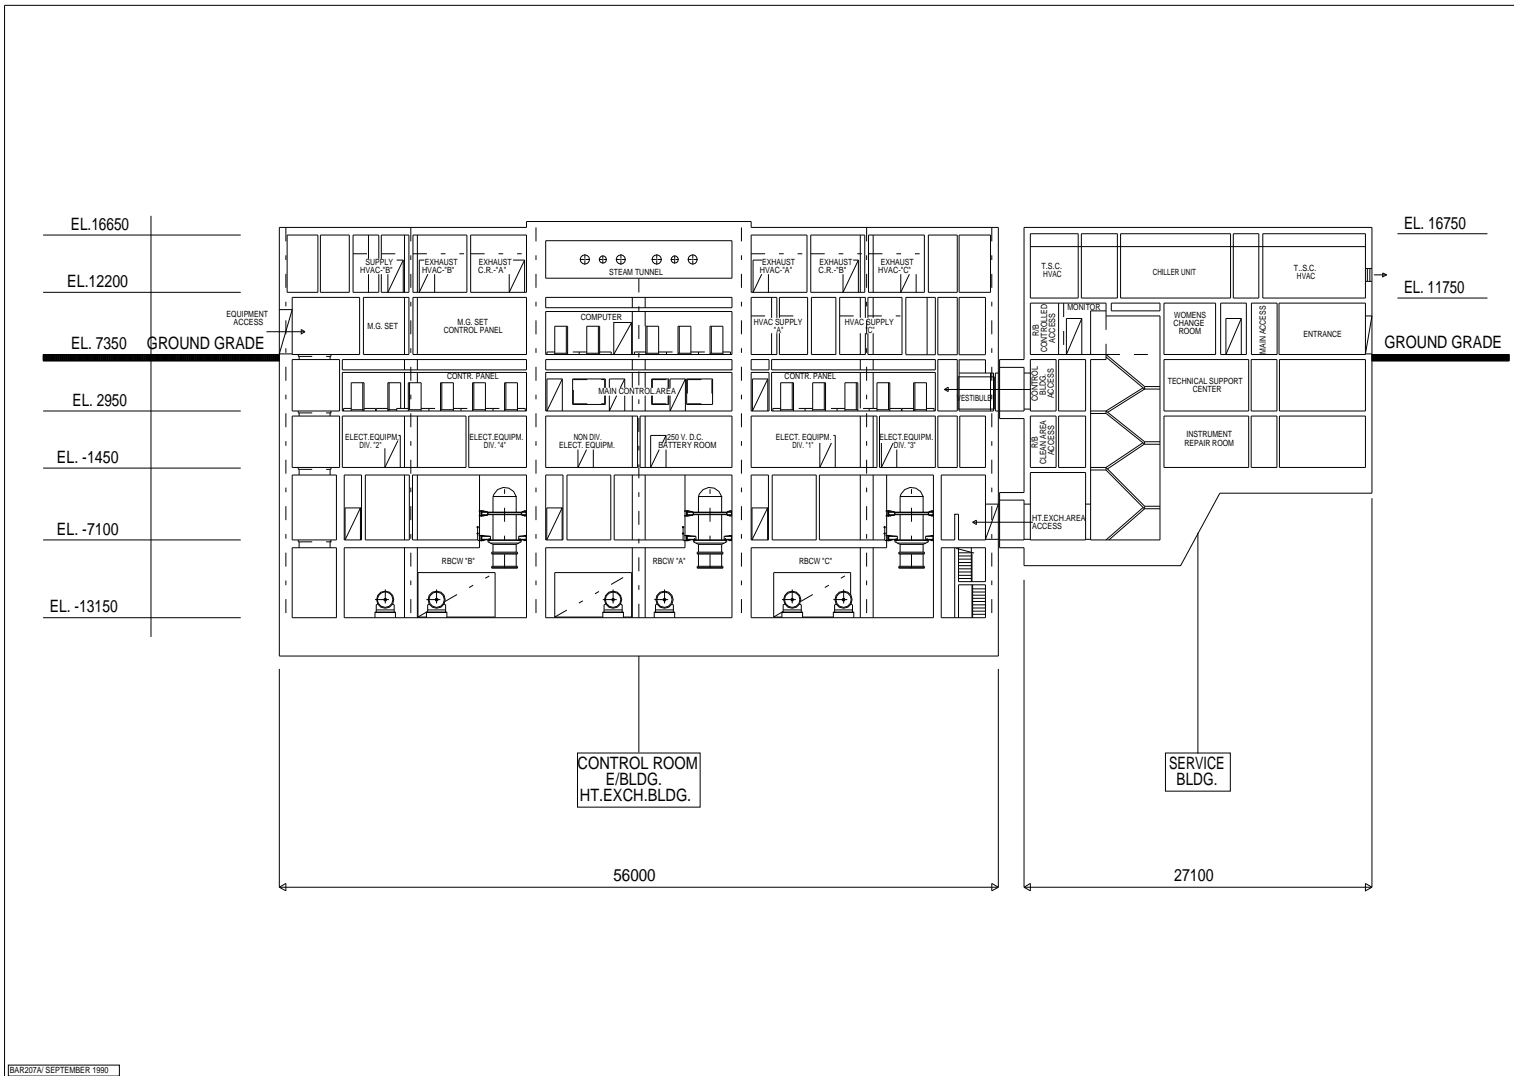 EL.16650
EL.12200
EQUIPMENT
ACCESS
EL. 7350
GROUND GRADE
EL. 2950
EL. -1450
EL. -7100
EL. -13150
SUPPLY
HVAC-"B"
EXHAUST
HVAC-"B"
EXHAUST
C.R.-"A"
STEAM TUNNEL
EXHAUST
HVAC-"A"
EXHAUST
C.R.-"B"
EXHAUST
HVAC-"C"
M.G. SET
M.G. SET
CONTROL PANEL
COMPUTER
HVAC SUPPLY
"A"
HVAC SUPPLY
"C"
CONTR. PANEL
MAIN CONTROL AREA
CONTR. PANEL
VESTIBULE
ELECT.EQUIPM.
DIV. "2"
ELECT.EQUIPM.
DIV. "4"
NON DIV.
ELECT. EQUIPM.
250 V. D.C.
BATTERY ROOM
ELECT. EQUIPM.
DIV. "1"
ELECT.EQUIPM.
DIV. "3"
RBCW "B"
RBCW "A"
RBCW "C"
T.S.C.
HVAC
CHILLER UNIT
T..S.C.
HVAC
R/B
CONTROLLED
ACCESS
MONITOR
WOMENS
CHANGE
ROOM
MAIN ACCESS
ENTRANCE
CONTROL
BLDG.
ACCESS
TECHNICAL SUPPORT
CENTER
R/B
CLEAN AREA
ACCESS
INSTRUMENT
REPAIR ROOM
HT.EXCH.AREA
ACCESS
EL. 16750
EL. 11750
GROUND GRADE
CONTROL ROOM
E/BLDG.
HT.EXCH.BLDG.
SERVICE
BLDG.
56000
27100
BAR207A/ SEPTEMBER 1990